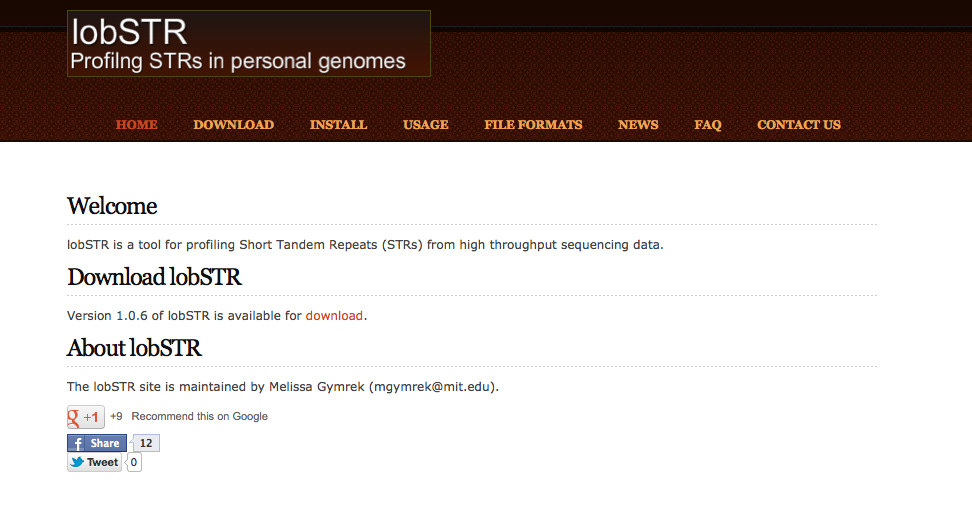 lobSTR
Profilng STRs in personal genomes
HOME DOWNLOAD INSTALL USAGE FILE FORMATS NEWS FAQ CONTACT US
Welcome
lobSTR is a tool for profiling Short Tandem Repeats (STRs) from high throughput sequencing data.
Download lobSTR
Version 1.0.6 of lobSTR is available for download.
About lobSTR
The lobSTR site is maintained by Melissa Gymrek (mgymrek@mit.edu).
g +1 +9 Recommend this on Google
f Share 12
Tweet 0